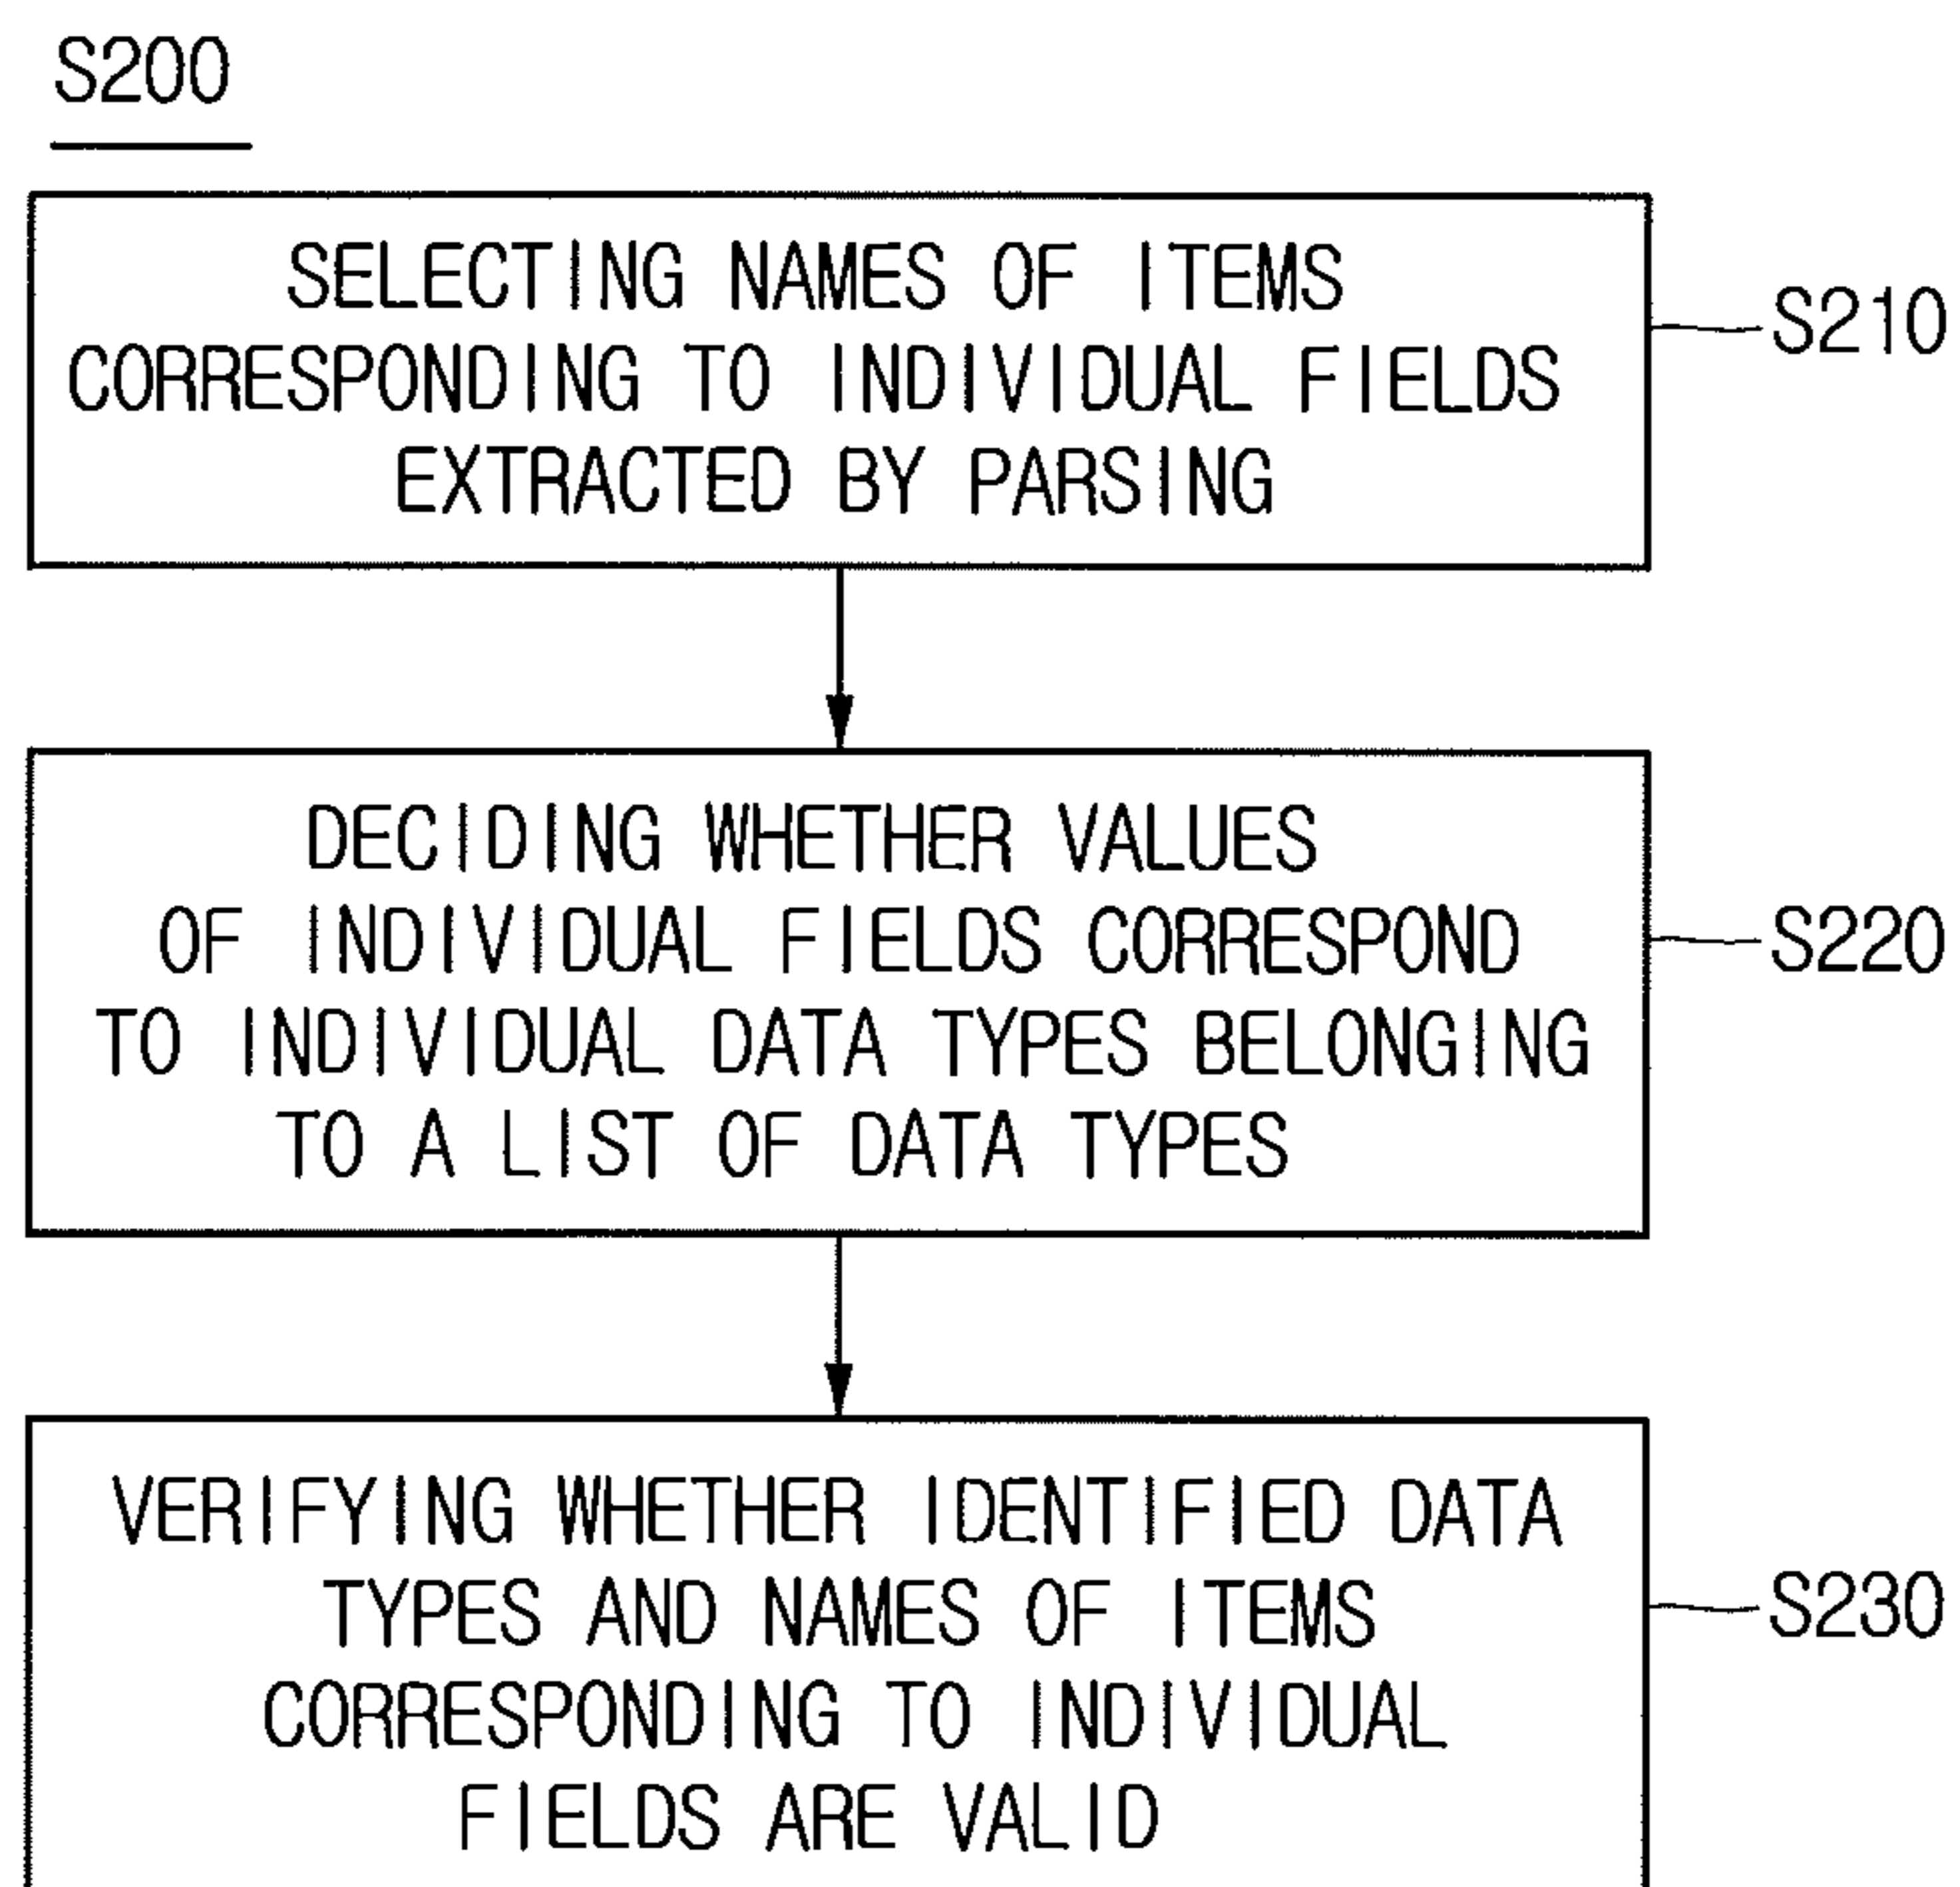 S200
SELECTING NAMES OF ITEMS
CORRESPONDING TO INDIVIDUAL FIELDS
EXTRACTED BY PARSING
S210
DECIDING WHETHER VALUES
OF INDIVIDUAL FIELDS CORRESPOND
TO INDIVIDUAL DATA TYPES BELONGING
TO A LIST OF DATA TYPES
S220
VERIFYING WHETHER IDENTIFIED DATA
TYPES AND NAMES OF ITEMS
CORRESPONDING TO INDIVIDUAL
FIELDS ARE VALID
S230